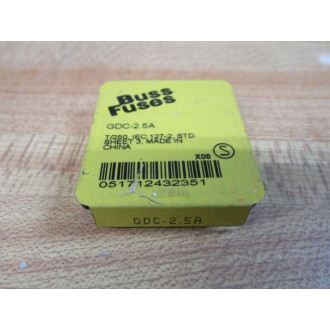 Buss
Fuses
GDC-2.5A
T/250, IEC 127-2, STD.
SHEET 3, MADE IN
CHINA
X06
S
051712432351
GDC-2.5A